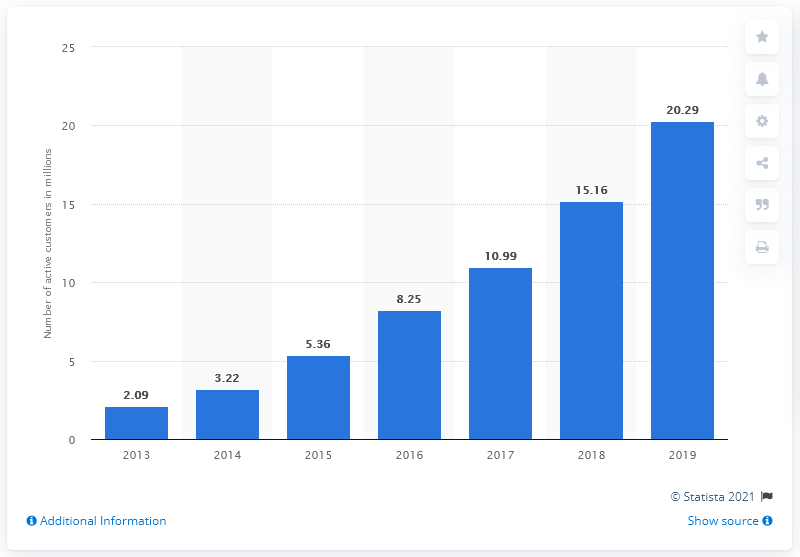 Number of active customers in millions
25
20
15
10
5
0
2.09
3.22
5.36
8.25
10.99
15.16
20.29
2013 2014 2015 2016 2017 2018 2019
© Statista 2021
Additional Information
Show source